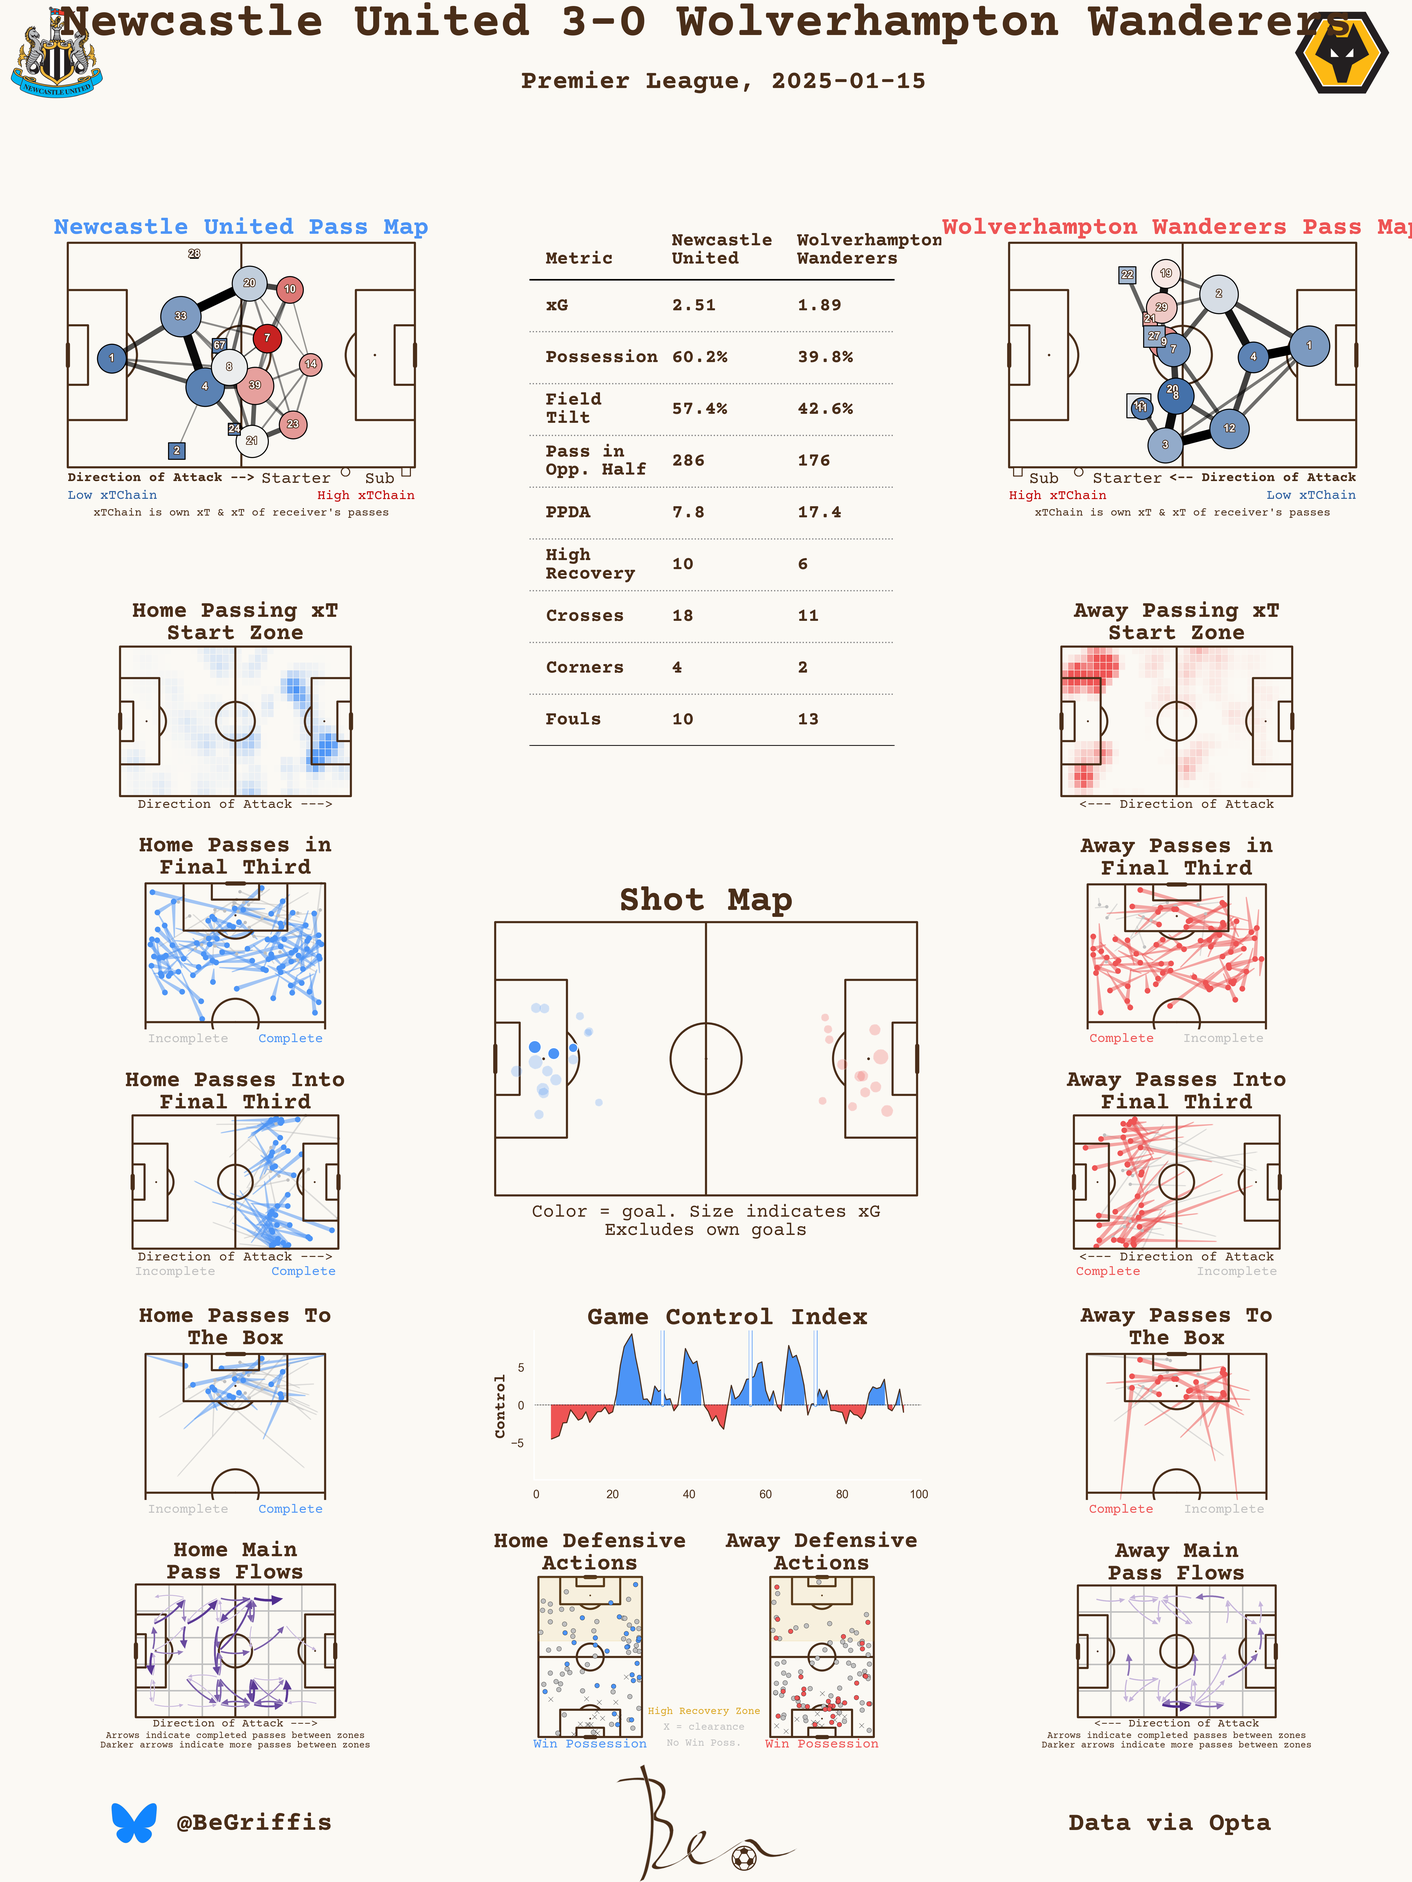 Newcastle United 3-0 Wolverhampton Wanderers
NEWCASTLE UNITED
Premier League, 2025-01-15
Newcastle United Pass Map
28
20
10
33
7
67
1
8
14
4
39
23
24
21
2
Direction of Attack --> Starter Sub
Low xTChain High xTChain
xTChain is own xT & xT of receiver's passes
Metric Newcastle United Wolverhampton Wanderers
xG 2.51 1.89
Possession 60.2% 39.8%
Field Tilt 57.4% 42.6%
Pass in Opp. Half 286 176
PPDA 7.8 17.4
High Recovery 10 6
Crosses 18 11
Corners 4 2
Fouls 10 13
Wolverhampton Wanderers Pass Map
22
19
2
29
21
27
9
7
1
4
20
8
11
12
3
Sub Starter <-- Direction of Attack
High xTChain Low xTChain
xTChain is own xT & xT of receiver's passes
Home Passing xT
Start Zone
Direction of Attack --->
Away Passing xT
Start Zone
<--- Direction of Attack
Home Passes in
Final Third
Incomplete Complete
Away Passes in
Final Third
Complete Incomplete
Shot Map
Color = goal. Size indicates xG
Excludes own goals
Home Passes Into
Final Third
Direction of Attack --->
Incomplete Complete
Away Passes Into
Final Third
<--- Direction of Attack
Complete Incomplete
Home Passes To
The Box
Incomplete Complete
Game Control Index
Control
5
0
−5
0 20 40 60 80 100
Away Passes To
The Box
Complete Incomplete
Home Main
Pass Flows
Direction of Attack --->
Arrows indicate completed passes between zones
Darker arrows indicate more passes between zones
Home Defensive
Actions
Win Possession
High Recovery Zone
X = clearance
No Win Poss.
Away Defensive
Actions
Win Possession
Away Main
Pass Flows
<--- Direction of Attack
Arrows indicate completed passes between zones
Darker arrows indicate more passes between zones
@BeGriffis
Ben
Data via Opta